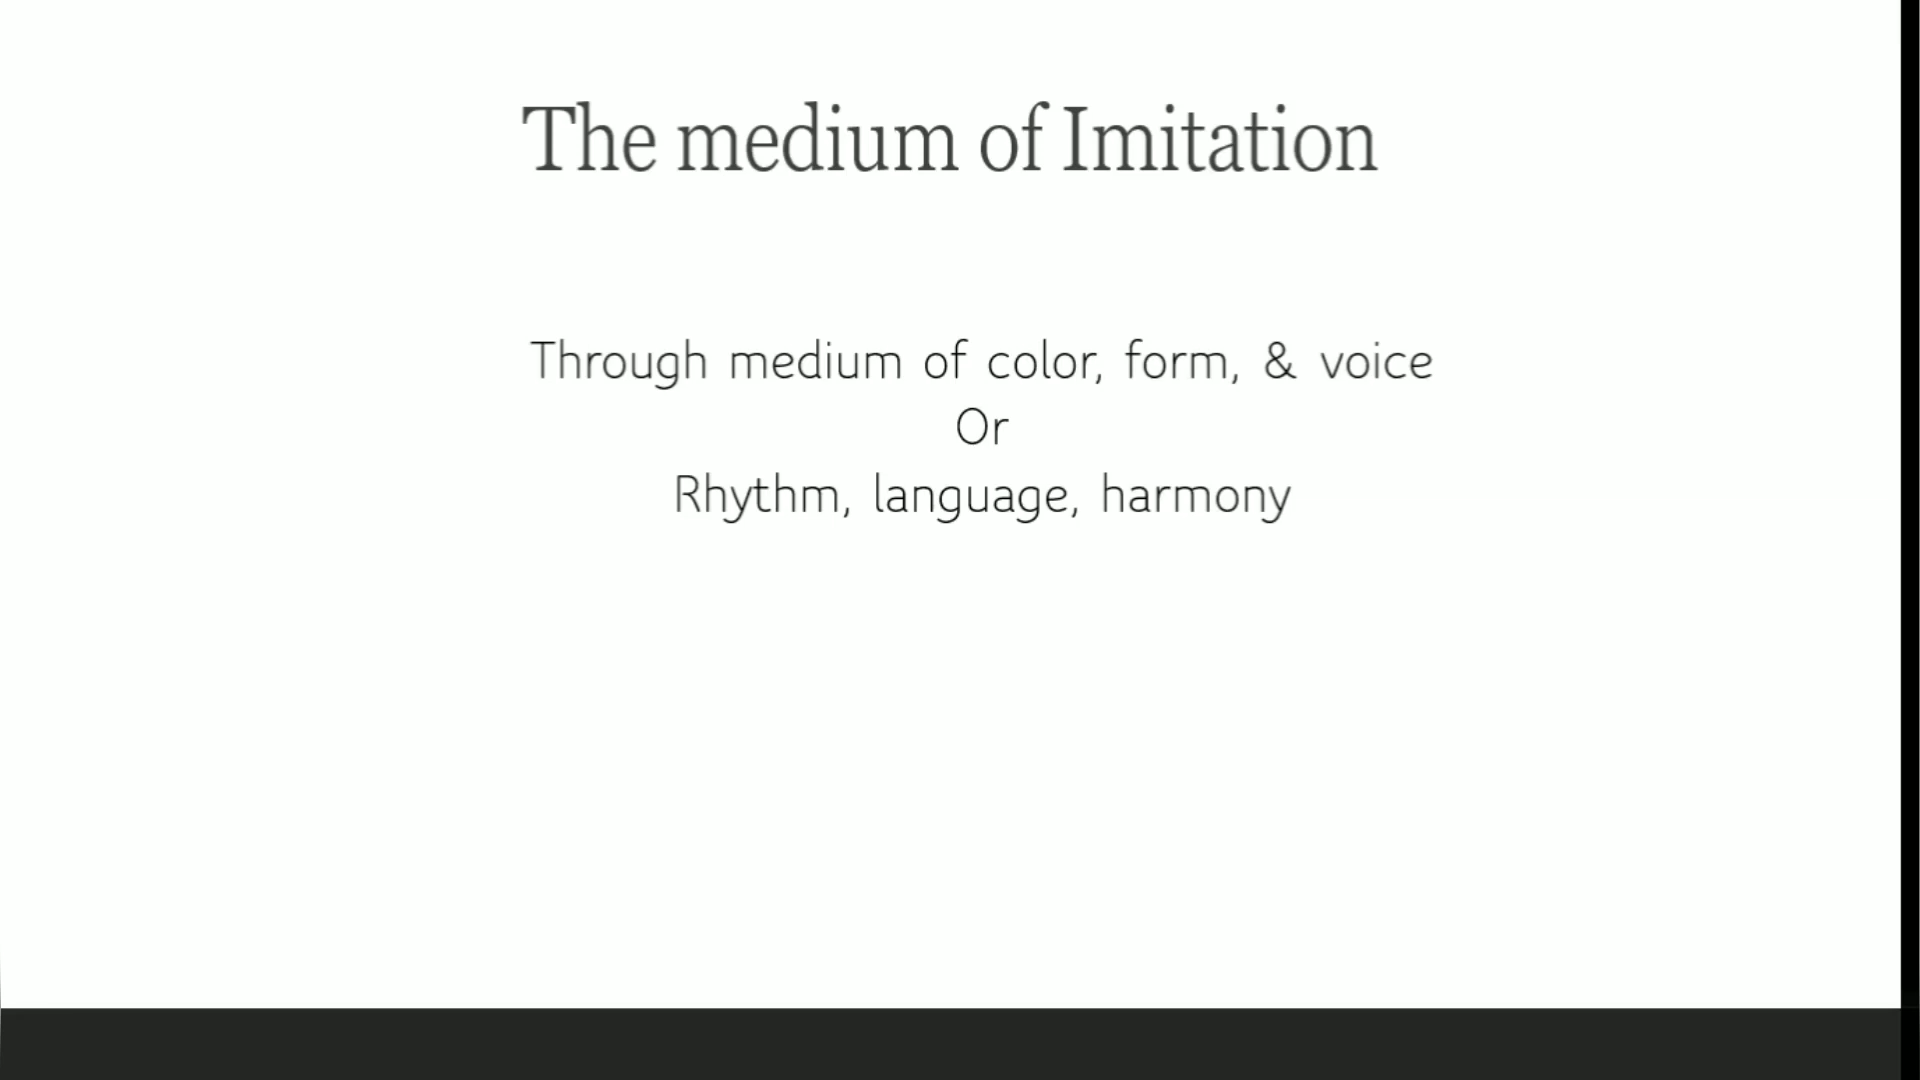 The medium of Imitation
Through medium of color, form, & voice
Or
Rhythm, language, harmony